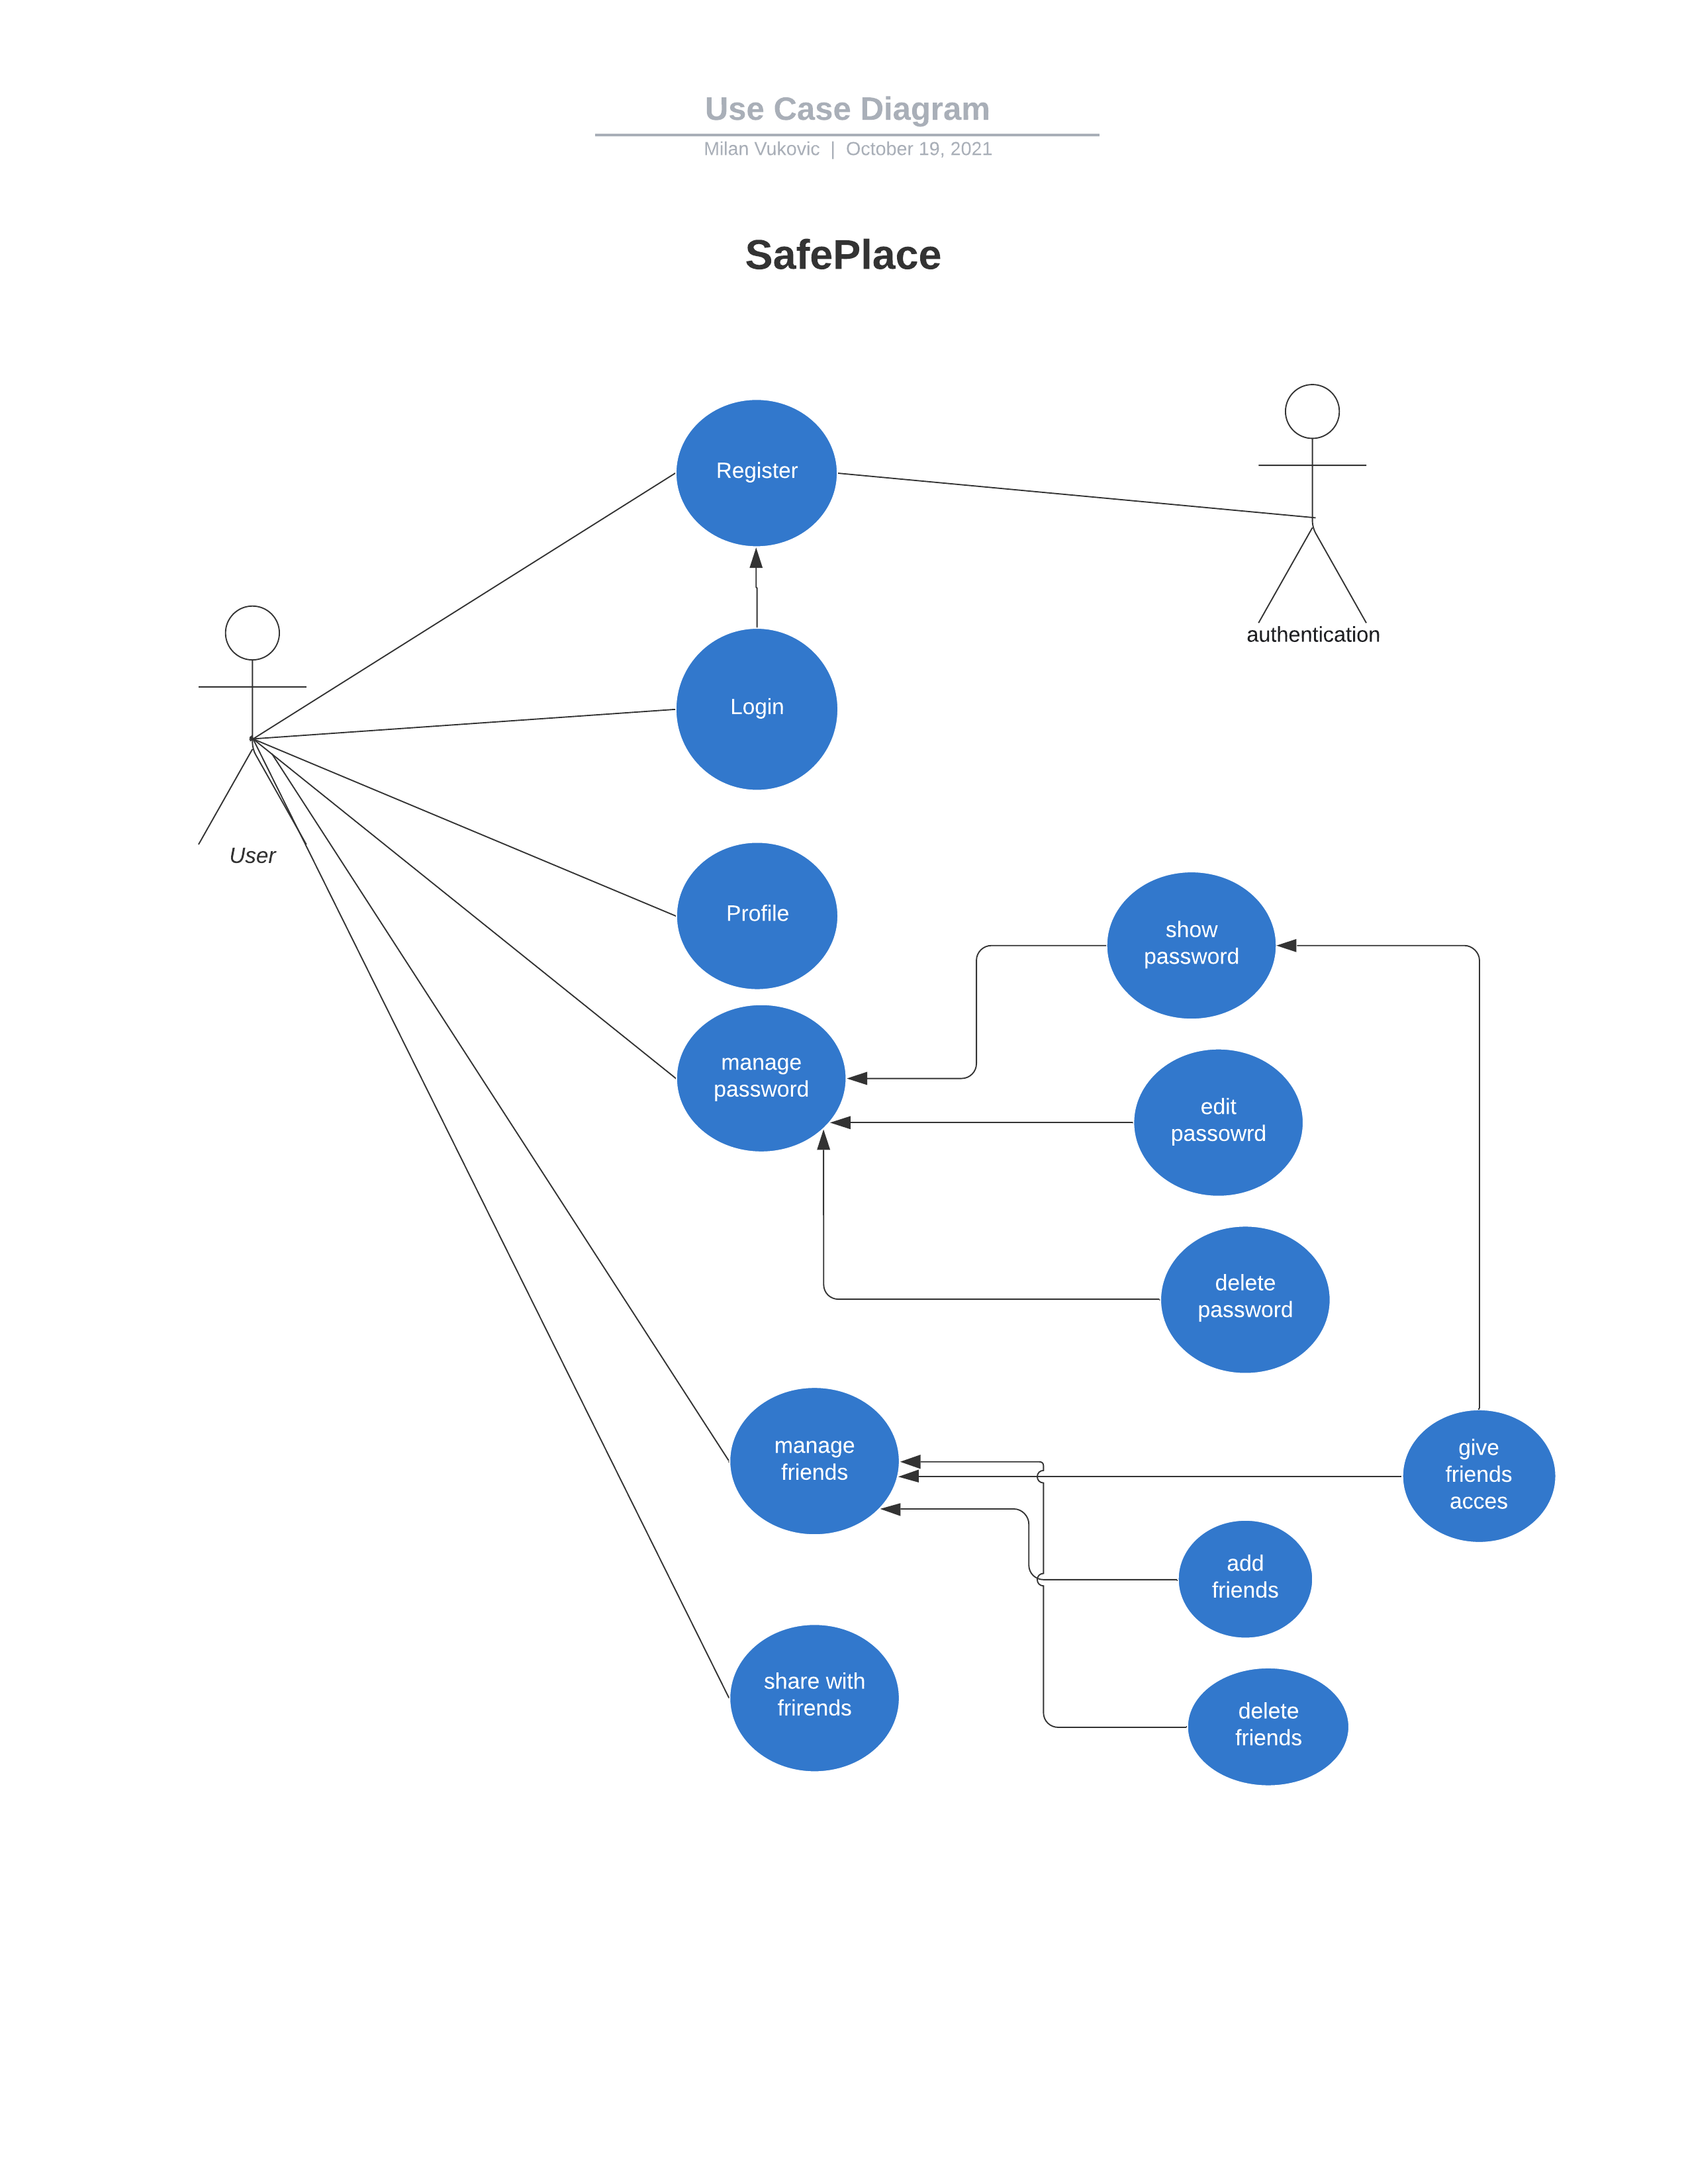 Use Case Diagram
Milan Vukovic | October 19, 2021
SafePlace
Register
authentication
Login
User
Profile
show
password
manage
password
edit
passowrd
delete
password
manage
friends
give
friends
acces
add
friends
share with
frirends
delete
friends